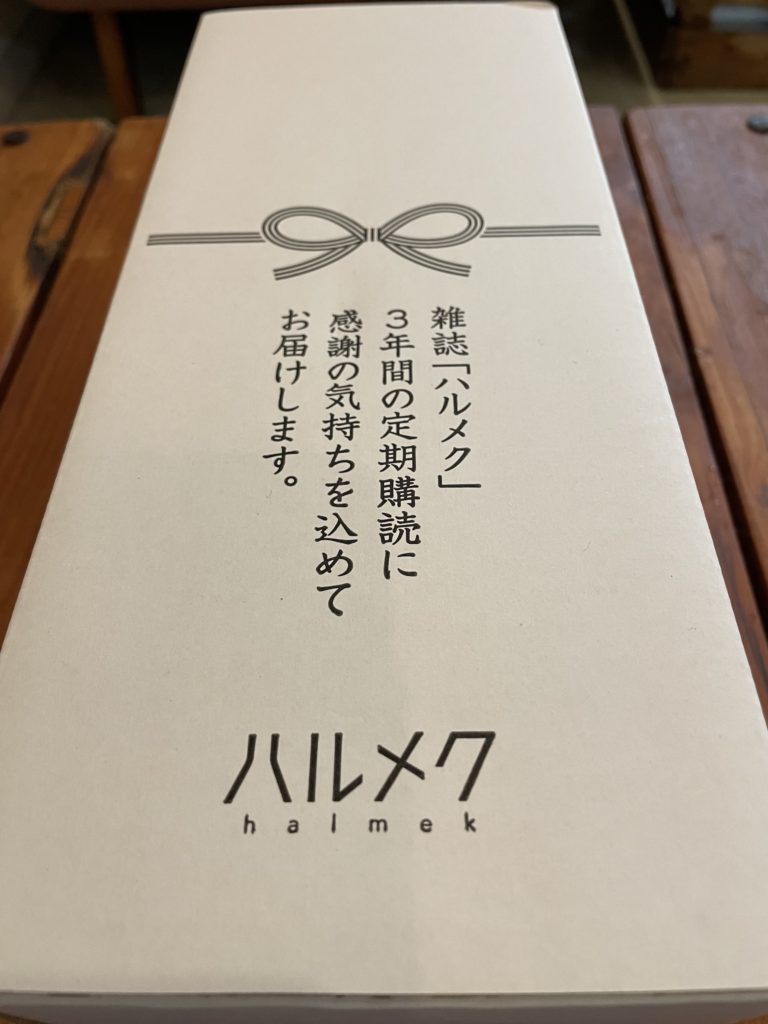 雑誌「ハルメク」
３年間の定期購読に
感謝の気持ちを込めて
お届けします。
ハルメク
halmek